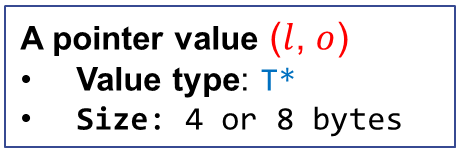 A pointer value (l, o)
• Value type: T*
• Size: 4 or 8 bytes